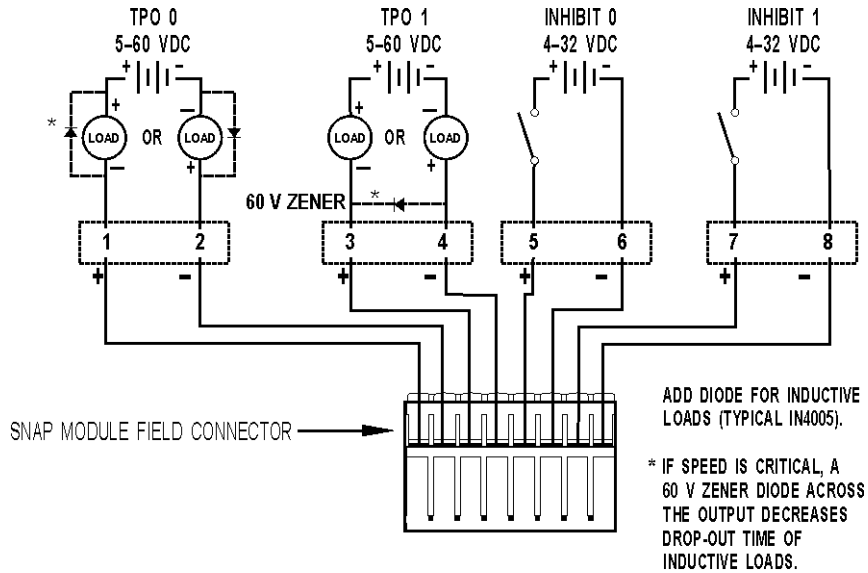 TPO 0
5–60 VDC
TPO 1
5–60 VDC
INHIBIT 0
4–32 VDC
INHIBIT 1
4–32 VDC
+ -
+ -
+ -
+ -
*
+
LOAD
-
OR
-
LOAD
+
+
LOAD
-
OR
-
LOAD
+
60 V ZENER
*
1 2 3 4 5 6 7 8
+ - + - + - + -
SNAP MODULE FIELD CONNECTOR
ADD DIODE FOR INDUCTIVE
LOADS (TYPICAL IN4005).
* IF SPEED IS CRITICAL, A
60 V ZENER DIODE ACROSS
THE OUTPUT DECREASES
DROP-OUT TIME OF
INDUCTIVE LOADS.